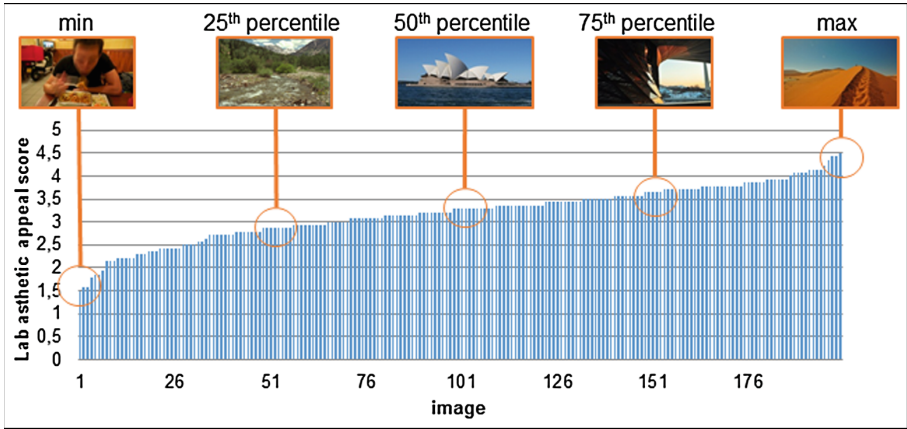 min 25th percentile 50th percentile 75th percentile max
Lab asthetic appeal score
5
4,5
4
3,5
3
2,5
2
1,5
1
0,5
0
1 26 51 76 101 126 151 176
image